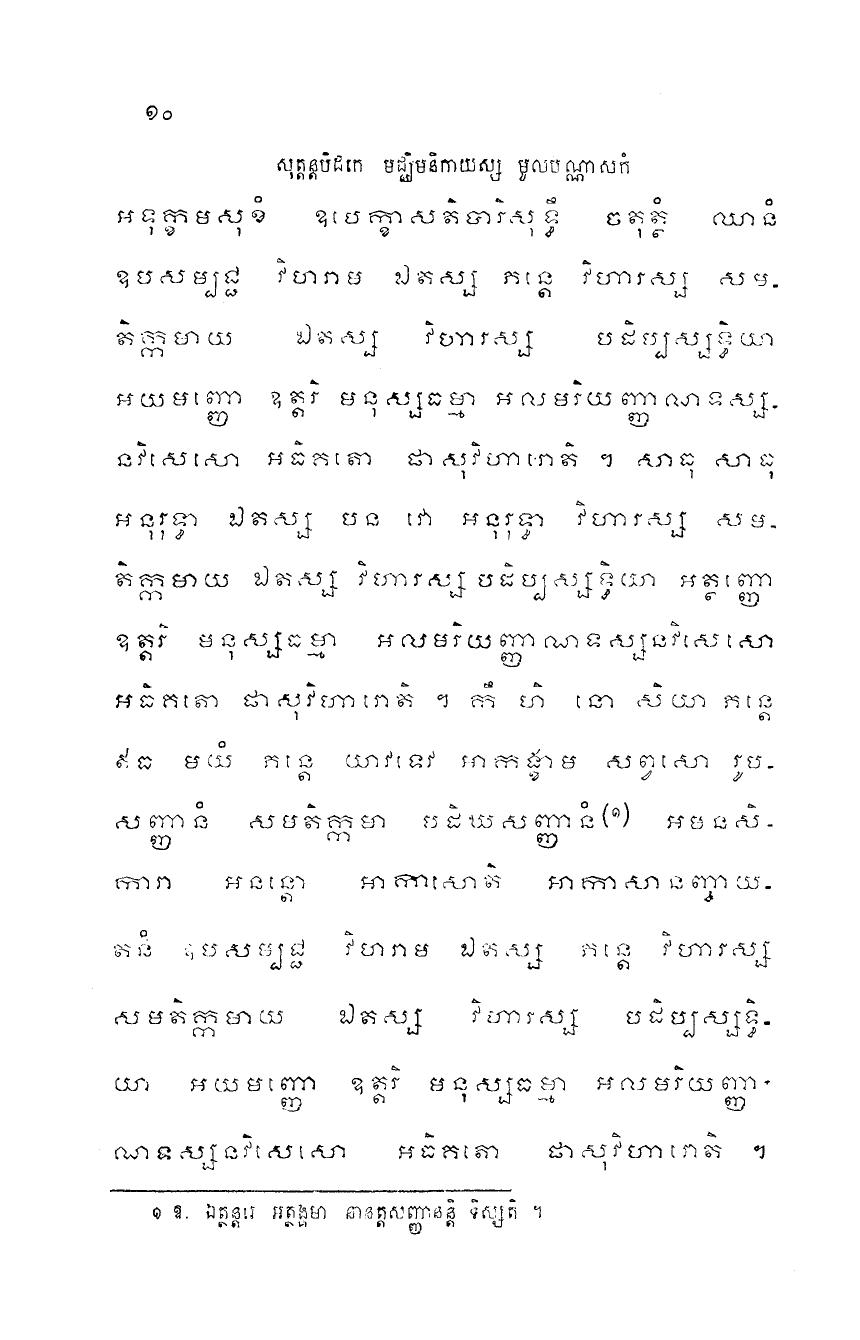 ១០
សុត្តន្តបិដកេ មជ្ឈិមនិកាយស្ស មូលបណ្ណាសកំ
អទុក្ខមសុខំ ឧបេក្ខាសតិបារិសុទ្ធឹ ចតុត្ថំ ឈានំ
ឧបសម្បជ្ជ វិហរាម ឯតស្ស ភន្តេ វិហារស្ស សម-
តិក្កមាយ ឯតស្ស វិហារស្ស បដិប្បស្សទ្ធិយា
អយមញ្ញោ ឧត្តរិ មនុស្សធម្មា អលមរិយញ្ញាណទស្ស-
នវិសេសោ អធិគតោ ផាសុវិហារោតិ ។ សាធុ សាធុ
អនុរុទ្ធា ឯតស្ស បន វោ អនុរុទ្ធា វិហារស្ស សម-
តិក្កមាយ ឯតស្ស វិហារស្ស បដិប្បស្សទ្ធិយា អត្ថញ្ញោ
ឧត្តរិ មនុស្សធម្មា អលមរិយញ្ញាណទស្សនវិសេសោ
អធិគតោ ផាសុវិហារោតិ ។ កឹ ហិ នោ សិយា ភន្តេ
ឥធ មយំ ភន្តេ យាវទេវ អាកង្ខាម សព្វសោ រូប-
សញ្ញានំ សមតិក្កមា បដិឃសញ្ញានំ(១) អមនសិ-
ការា អនន្តោ អាកាសោតិ អាកាសានញ្ចាយ-
តនំ ឧបសម្បជ្ជ វិហរាម ឯតស្ស ភន្តេ វិហារស្ស
សមតិក្កមាយ ឯតស្ស វិហារស្ស បដិប្បស្សទ្ធិ-
យា អយមញ្ញោ ឧត្តរិ មនុស្សធម្មា អលមរិយញ្ញា-
ណទស្សនវិសេសោ អធិគតោ ផាសុវិហារោតិ ។
១ ឱ. ឯត្ថន្តរេ អត្ថង្គមា នានត្តសញ្ញានន្តិ ទិស្សតិ ។